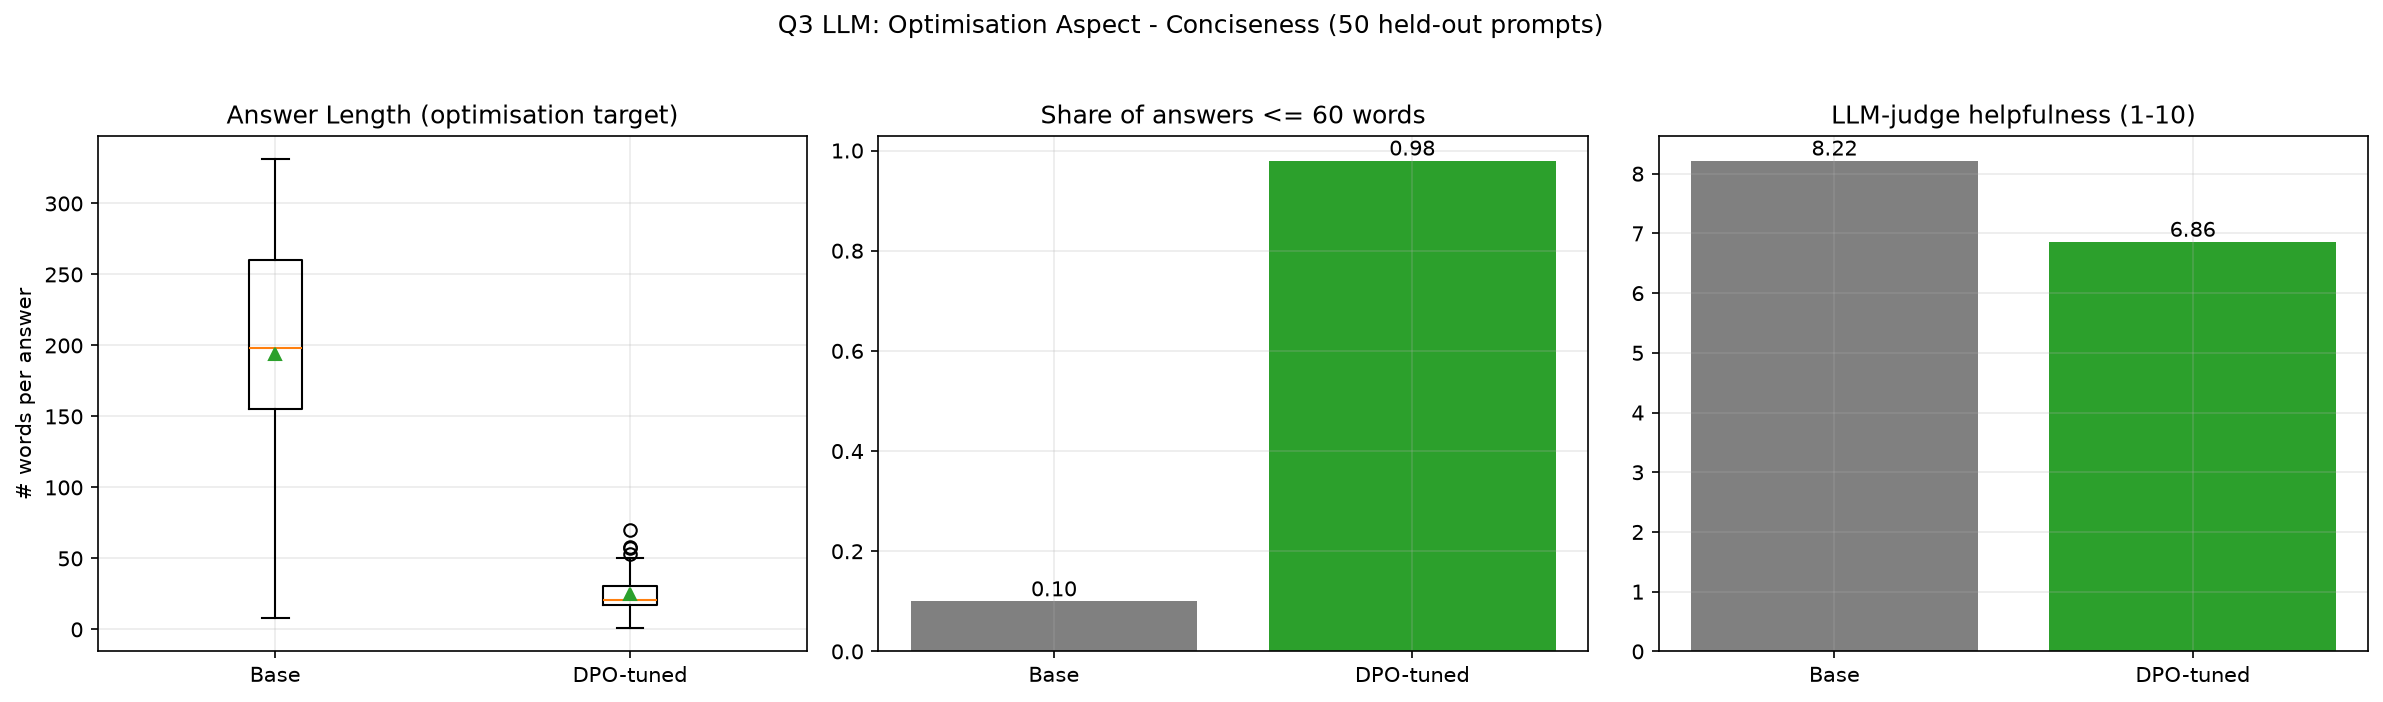 Q3 LLM: Optimisation Aspect - Conciseness (50 held-out prompts)
Answer Length (optimisation target)
# words per answer
300
250
200
150
100
50
0
Base
DPO-tuned
Share of answers <= 60 words
1.0
0.8
0.6
0.4
0.2
0.0
0.10
0.98
Base
DPO-tuned
LLM-judge helpfulness (1-10)
8
7
6
5
4
3
2
1
0
8.22
6.86
Base
DPO-tuned